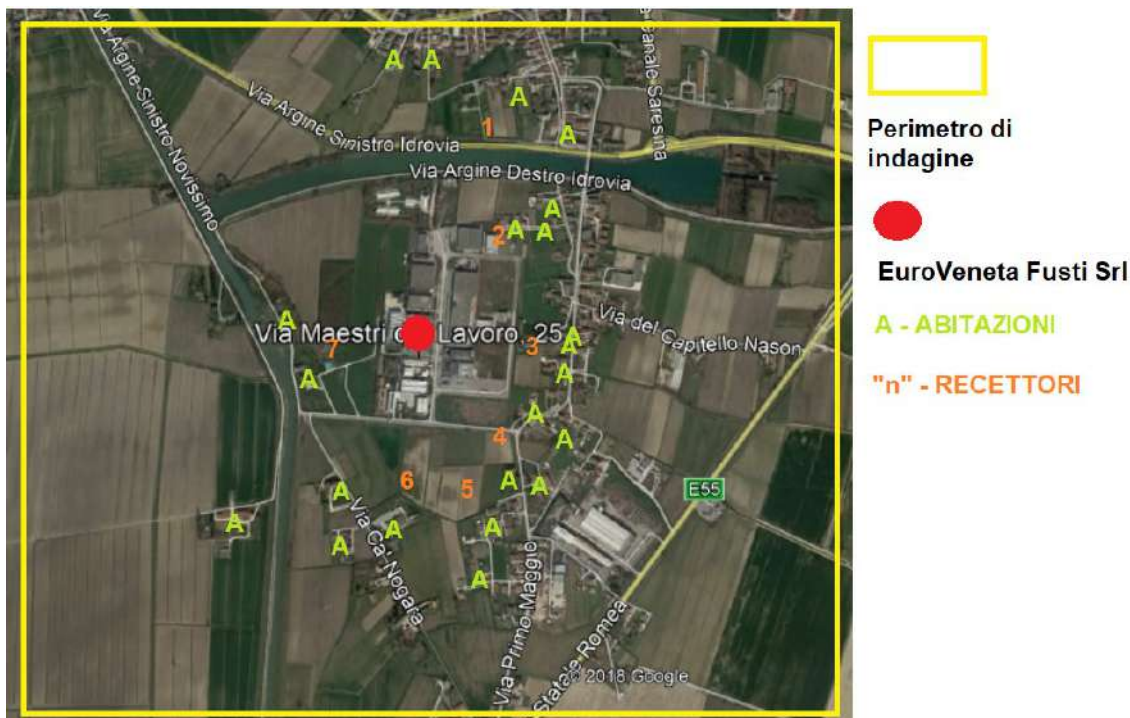 Via Argine Sinistro Novissimo
Via Argine Sinistro Idrovia
Canale Saresina
A A
A
1
A
Via Argine Destro Idrovia
A
2 A A
A
Via Maestri Lavoro, 25
Via del Capitello Nason
3 A
A
7
A
A
A
4
A
6
5
A
A
A
E55
A
A
A
A
A
Via Ca' Nogara
Via Primo Maggio
Statale Romea
© 2018 Google
Perimetro di
indagine
EuroVeneta Fusti Srl
A - ABITAZIONI
"n" - RECETTORI